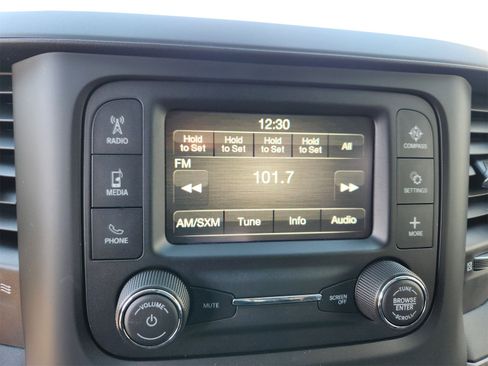 12:30
Hold to Set Hold to Set Hold to Set Hold to Set All
FM
101.7
AM/SXM Tune Info Audio
RADIO
MEDIA
PHONE
COMPASS
SETTINGS
MORE
VOLUME
MUTE
SCREEN OFF
TUNE
BROWSE
ENTER
SCROLL